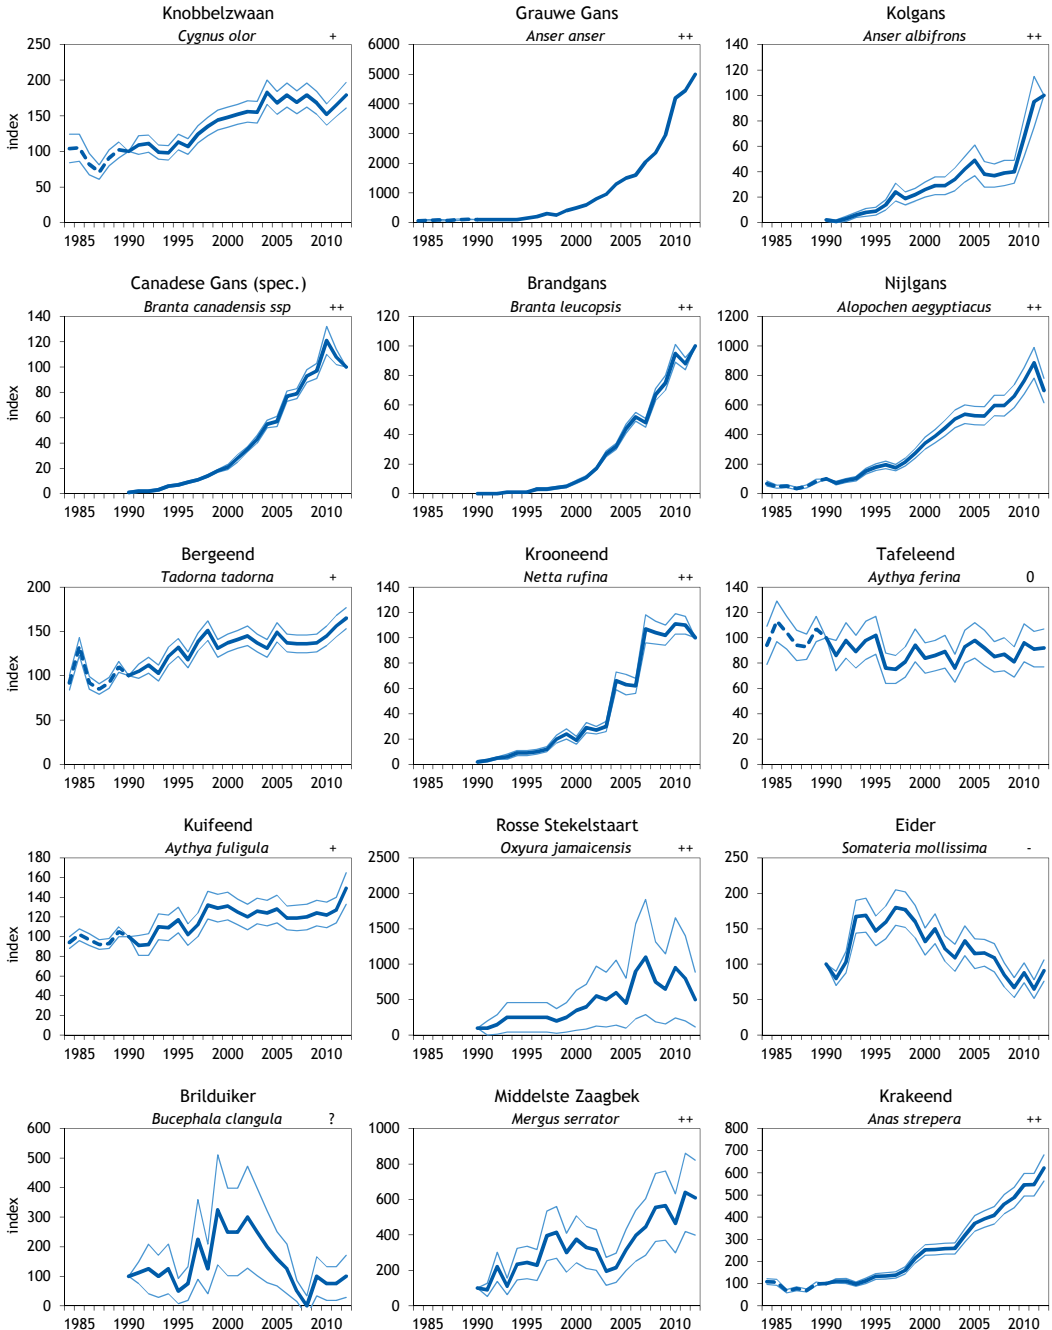 Knobbelzwaan
Cygnus olor +
250
200
150
100
50
0
index
1985 1990 1995 2000 2005 2010
Grauwe Gans
Anser anser ++
6000
5000
4000
3000
2000
1000
0
1985 1990 1995 2000 2005 2010
Kolgans
Anser albifrons ++
140
120
100
80
60
40
20
0
1985 1990 1995 2000 2005 2010
Canadese Gans (spec.)
Branta canadensis ssp ++
140
120
100
80
60
40
20
0
index
1985 1990 1995 2000 2005 2010
Brandgans
Branta leucopsis ++
120
100
80
60
40
20
0
1985 1990 1995 2000 2005 2010
Nijlgans
Alopochen aegyptiacus ++
1200
1000
800
600
400
200
0
1985 1990 1995 2000 2005 2010
Bergeend
Tadorna tadorna +
200
150
100
50
0
index
1985 1990 1995 2000 2005 2010
Krooneend
Netta rufina ++
140
120
100
80
60
40
20
0
1985 1990 1995 2000 2005 2010
Tafeleend
Aythya ferina 0
140
120
100
80
60
40
20
0
1985 1990 1995 2000 2005 2010
Kuifeend
Aythya fuligula +
180
160
140
120
100
80
60
40
20
0
index
1985 1990 1995 2000 2005 2010
Rosse Stekelstaart
Oxyura jamaicensis ++
2500
2000
1500
1000
500
0
1985 1990 1995 2000 2005 2010
Eider
Somateria mollissima -
250
200
150
100
50
0
1985 1990 1995 2000 2005 2010
Brilduiker
Bucephala clangula ?
600
500
400
300
200
100
0
index
1985 1990 1995 2000 2005 2010
Middelste Zaagbek
Mergus serrator ++
1000
800
600
400
200
0
1985 1990 1995 2000 2005 2010
Krakeend
Anas strepera ++
800
700
600
500
400
300
200
100
0
1985 1990 1995 2000 2005 2010